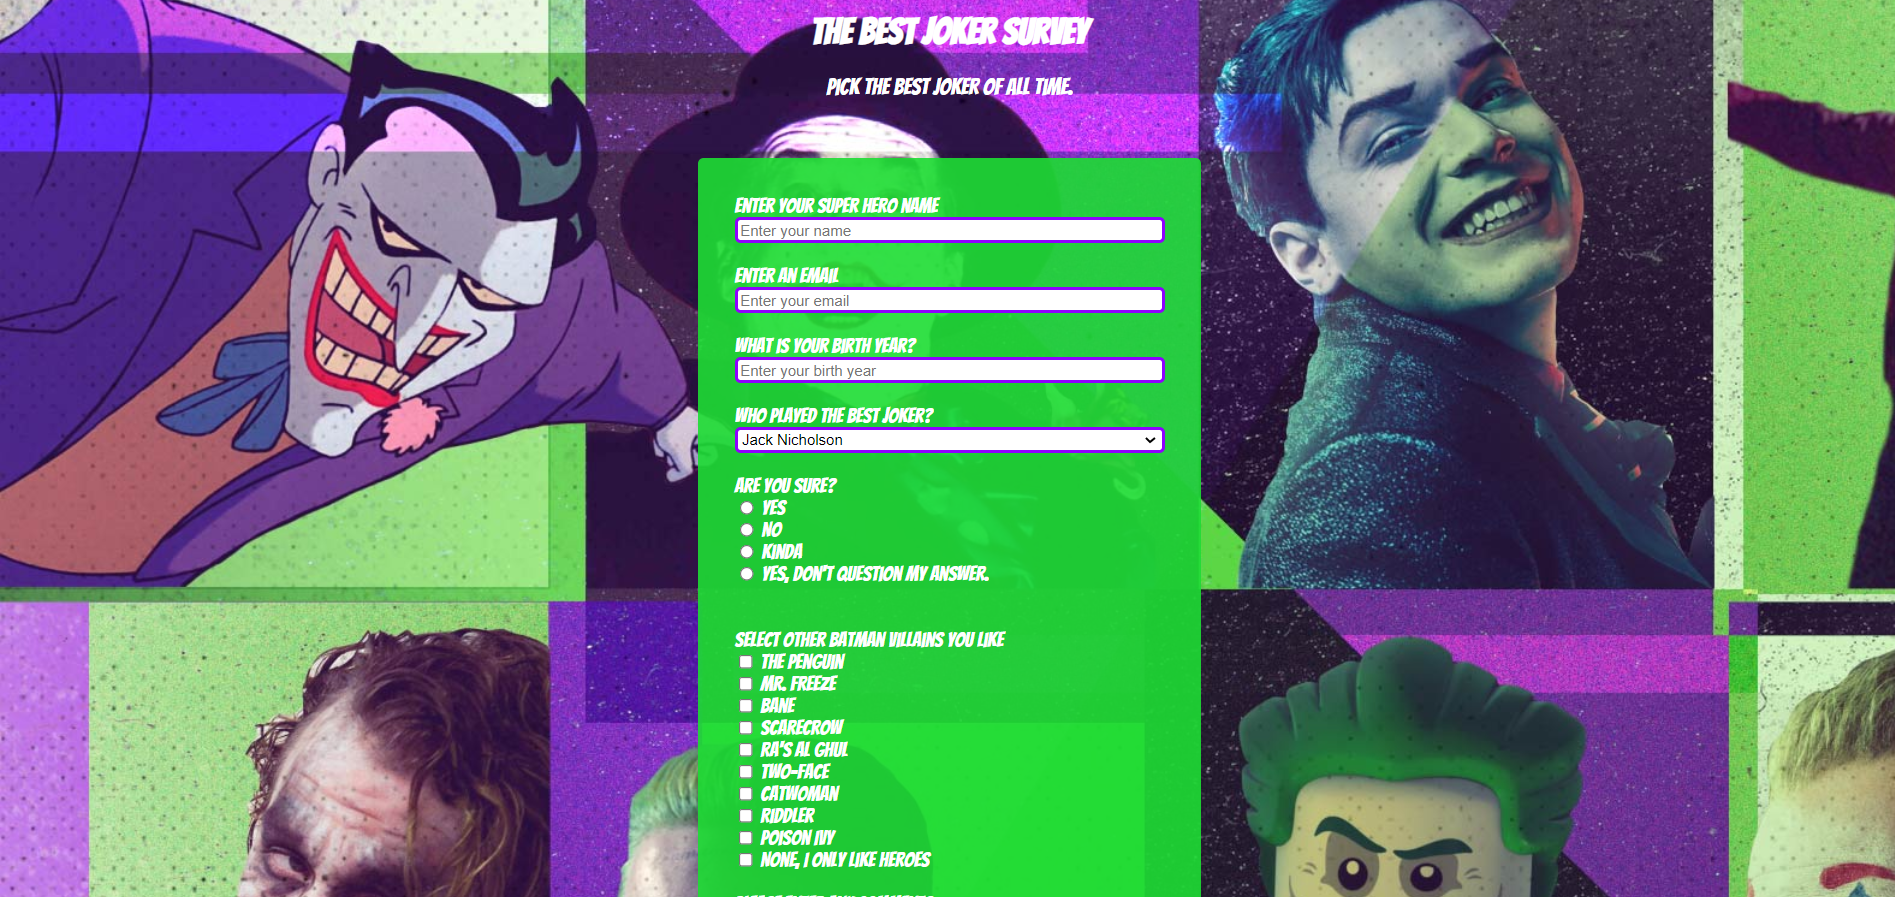 THE BEST JOKER SURVEY
PICK THE BEST JOKER OF ALL TIME.
ENTER YOUR SUPER HERO NAME
Enter your name
ENTER AN EMAIL
Enter your email
WHAT IS YOUR BIRTH YEAR?
Enter your birth year
WHO PLAYED THE BEST JOKER?
Jack Nicholson
ARE YOU SURE?
YES
NO
KINDA
YES, DON'T QUESTION MY ANSWER.
SELECT OTHER BATMAN VILLAINS YOU LIKE
THE PENGUIN
MR. FREEZE
BANE
SCARECROW
RA'S AL GHUL
TWO-FACE
CATWOMAN
RIDDLER
POISON IVY
NONE, I ONLY LIKE HEROES